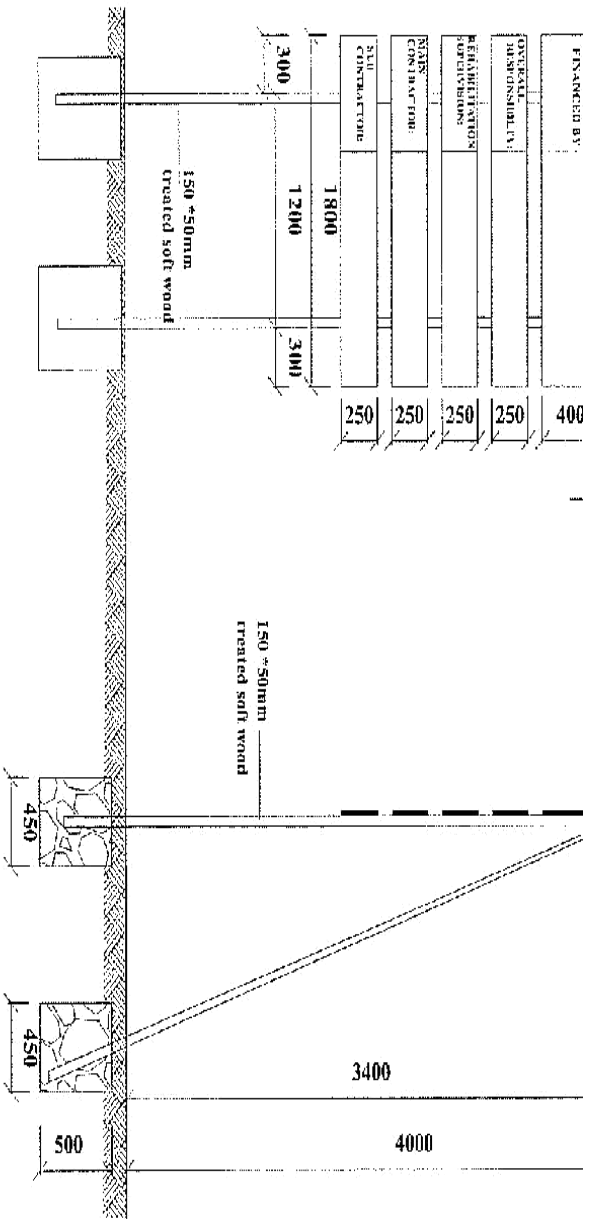 FINANCED BY
OVERALL
RESPONSIBILTY:
REHABILITATION
SUPERVISION:
MAIN
CONTRACTOR:
SUB
CONTRACTOR:
400
250
250
250
250
1800
300
1200
300
150 *50mm
treated soft wood
150 *50mm
treated soft wood
450
450
3400
4000
500